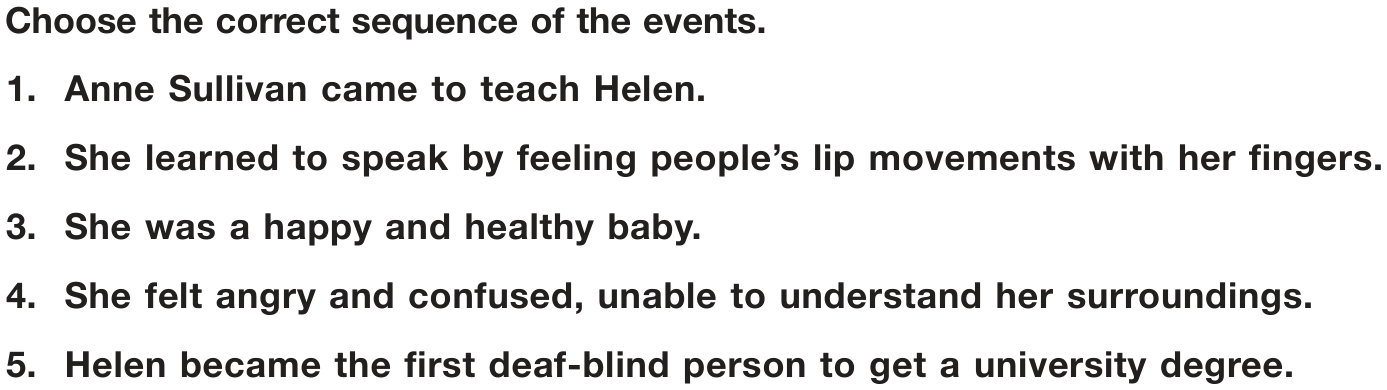 Choose the correct sequence of the events.
1. Anne Sullivan came to teach Helen.
2. She learned to speak by feeling people’s lip movements with her fingers.
3. She was a happy and healthy baby.
4. She felt angry and confused, unable to understand her surroundings.
5. Helen became the first deaf-blind person to get a university degree.